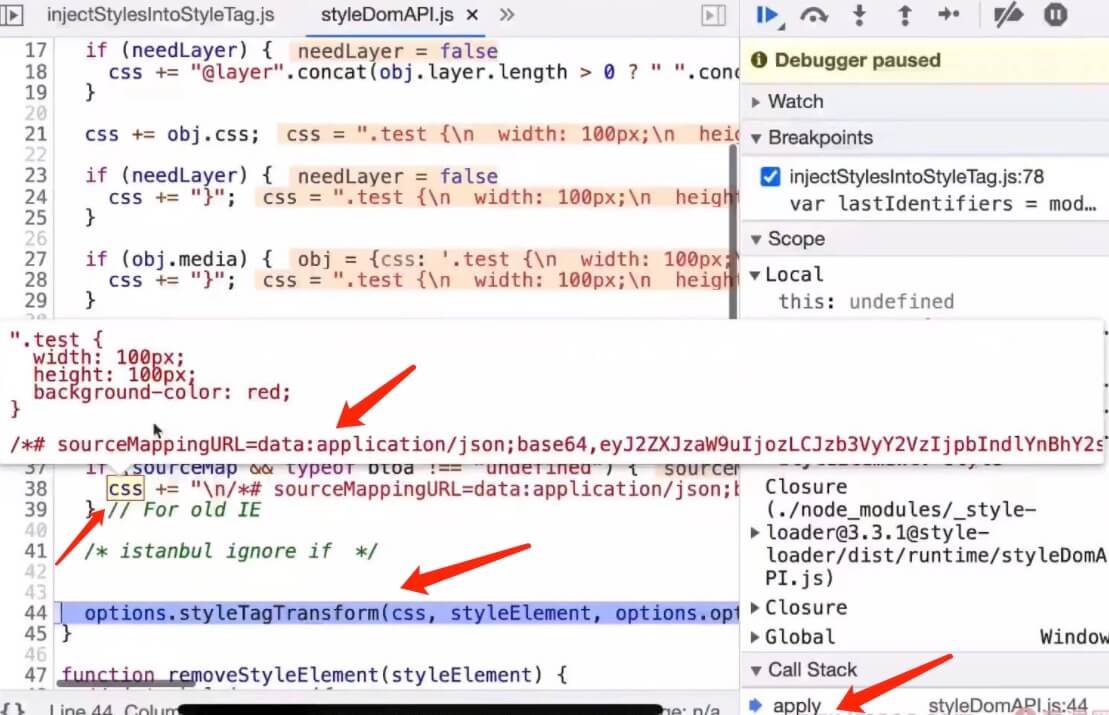 injectStylesIntoStyleTag.js
styleDomAPI.js × »
17 if (needLayer) { needLayer = false
18 css += "@layer".concat(obj.layer.length > 0 ? " ".conc
19 }
20
21 css += obj.css; css = ".test {\n width: 100px;\n heig
22
23 if (needLayer) { needLayer = false
24 css += "}"; css = ".test {\n width: 100px;\n heigh
25 }
26
27 if (obj.media) { obj = {css: '.test {\n width: 100px;\
28 css += "}"; css = ".test {\n width: 100px;\n heigh
29 }
".test {
width: 100px;
height: 100px;
background-color: red;
}
/*# sourceMappingURL=data:application/json;base64,eyJ2ZXJzaW9uIjozLCJzb3VyY2VzIjpbIndlYnBhY2s
37 if (sourceMap && typeof btoa !== "undefined") { source
38 css += "\n/*# sourceMappingURL=data:application/json;b
39 } // For old IE
40
41 /* istanbul ignore if */
42
43
44 options.styleTagTransform(css, styleElement, options.opt
45 }
46
47 function removeStyleElement(styleElement) {
{} Line 44, Colum
ge: n/a
Debugger paused
Watch
Breakpoints
injectStylesIntoStyleTag.js:78
var lastIdentifiers = mod…
Scope
Local
this: undefined
Closure
(./node_modules/_style-
loader@3.3.1@style-
loader/dist/runtime/styleDomA
PI.js)
Closure
Global Window
Call Stack
apply styleDomAPI.js:44